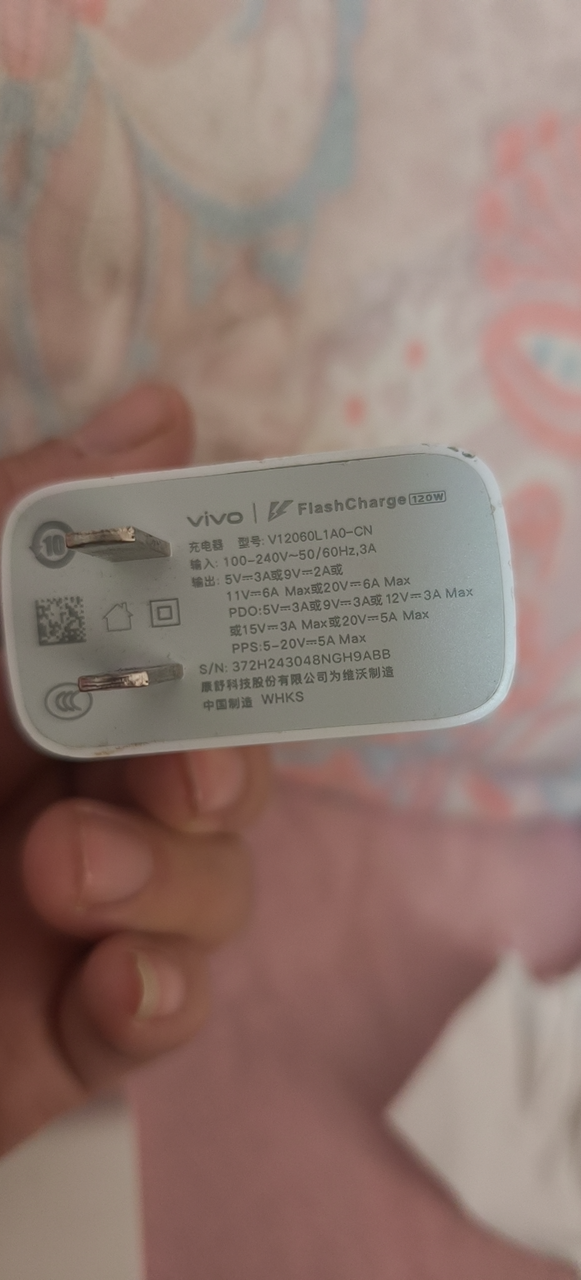 vivo | FlashCharge 120W
充电器 型号: V12060L1A0-CN
输入: 100-240V~50/60Hz,3A
输出: 5V⎓3A或9V⎓2A或
11V⎓6A Max或20V⎓6A Max
PDO:5V⎓3A或9V⎓3A或 12V⎓3A Max
或15V⎓3A Max或20V⎓5A Max
PPS:5-20V⎓5A Max
S/N: 372H243048NGH9ABB
康舒科技股份有限公司为维沃制造
中国制造 WHKS
10
CCC